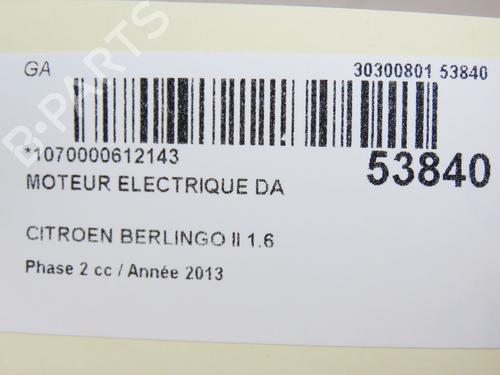 GA 30300801 53840
*1070000612143 53840
MOTEUR ELECTRIQUE DA
CITROEN BERLINGO II 1.6
Phase 2 cc / Année 2013
B-PARTS